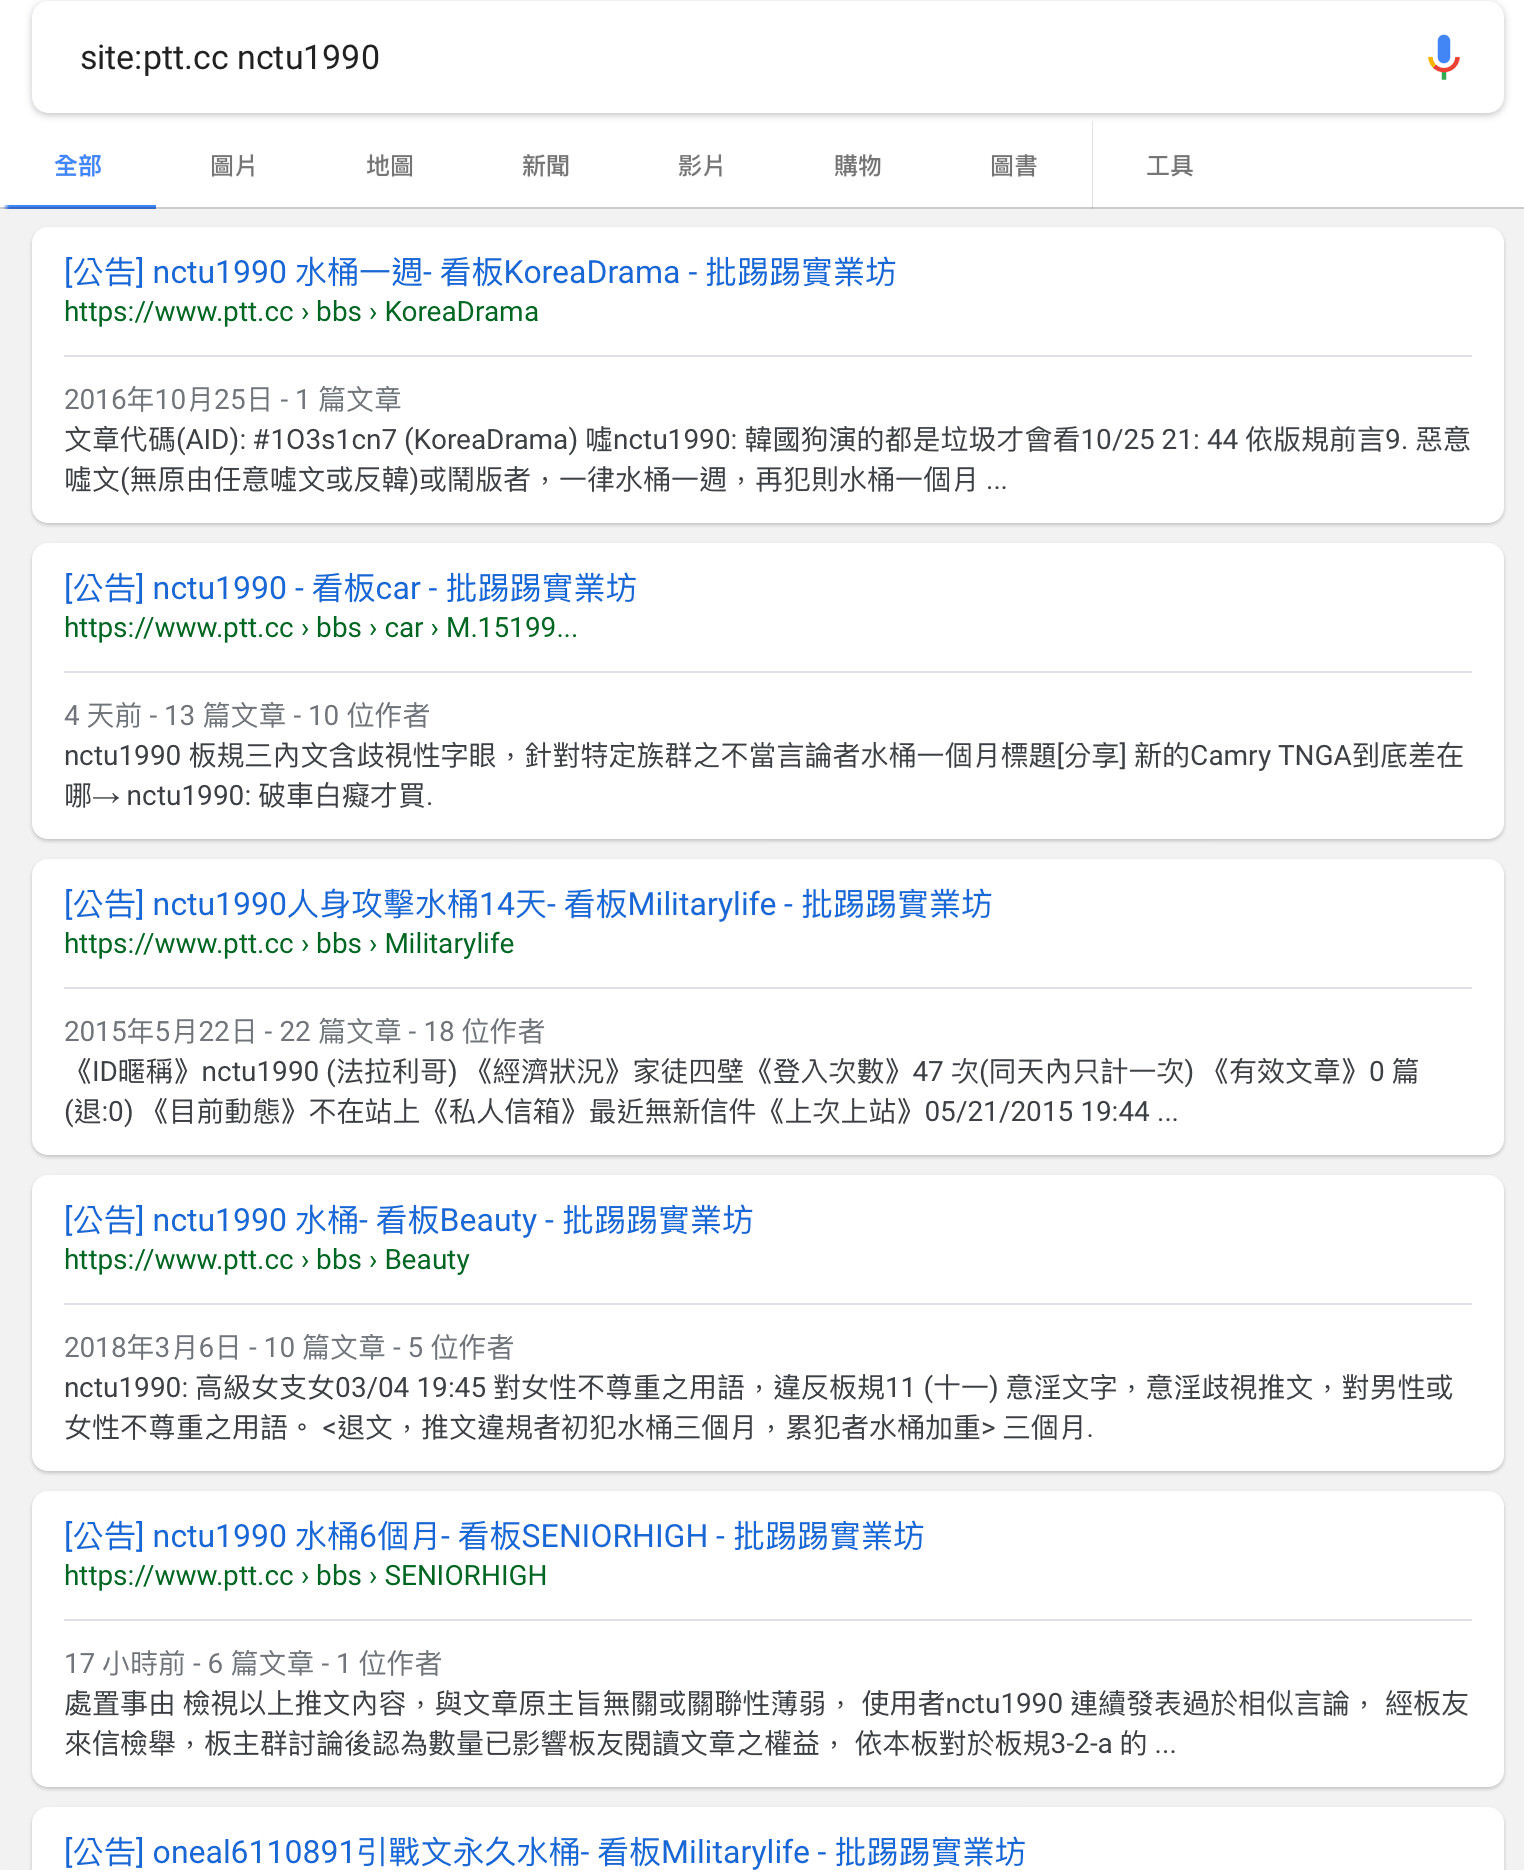 site:ptt.cc nctu1990
全部 圖片 地圖 新聞 影片 購物 圖書 工具
[公告] nctu1990 水桶一週- 看板KoreaDrama - 批踢踢實業坊
https://www.ptt.cc › bbs › KoreaDrama
2016年10月25日 - 1 篇文章
文章代碼(AID): #1O3s1cn7 (KoreaDrama) 噓nctu1990: 韓國狗演的都是垃圾才會看10/25 21: 44 依版規前言9. 惡意
噓文(無原由任意噓文或反韓)或鬧版者，一律水桶一週，再犯則水桶一個月 ...
[公告] nctu1990 - 看板car - 批踢踢實業坊
https://www.ptt.cc › bbs › car › M.15199...
4 天前 - 13 篇文章 - 10 位作者
nctu1990 板規三內文含歧視性字眼，針對特定族群之不當言論者水桶一個月標題[分享] 新的Camry TNGA到底差在
哪→ nctu1990: 破車白癡才買.
[公告] nctu1990人身攻擊水桶14天- 看板Militarylife - 批踢踢實業坊
https://www.ptt.cc › bbs › Militarylife
2015年5月22日 - 22 篇文章 - 18 位作者
《ID暱稱》nctu1990 (法拉利哥) 《經濟狀況》家徒四壁《登入次數》47 次(同天內只計一次) 《有效文章》0 篇
(退:0) 《目前動態》不在站上《私人信箱》最近無新信件《上次上站》05/21/2015 19:44 ...
[公告] nctu1990 水桶- 看板Beauty - 批踢踢實業坊
https://www.ptt.cc › bbs › Beauty
2018年3月6日 - 10 篇文章 - 5 位作者
nctu1990: 高級女支女03/04 19:45 對女性不尊重之用語，違反板規11 (十一) 意淫文字，意淫歧視推文，對男性或
女性不尊重之用語。 <退文，推文違規者初犯水桶三個月，累犯者水桶加重> 三個月.
[公告] nctu1990 水桶6個月- 看板SENIORHIGH - 批踢踢實業坊
https://www.ptt.cc › bbs › SENIORHIGH
17 小時前 - 6 篇文章 - 1 位作者
處置事由 檢視以上推文內容，與文章原主旨無關或關聯性薄弱， 使用者nctu1990 連續發表過於相似言論， 經板友
來信檢舉，板主群討論後認為數量已影響板友閱讀文章之權益， 依本板對於板規3-2-a 的 ...
[公告] oneal6110891引戰文永久水桶- 看板Militarylife - 批踢踢實業坊